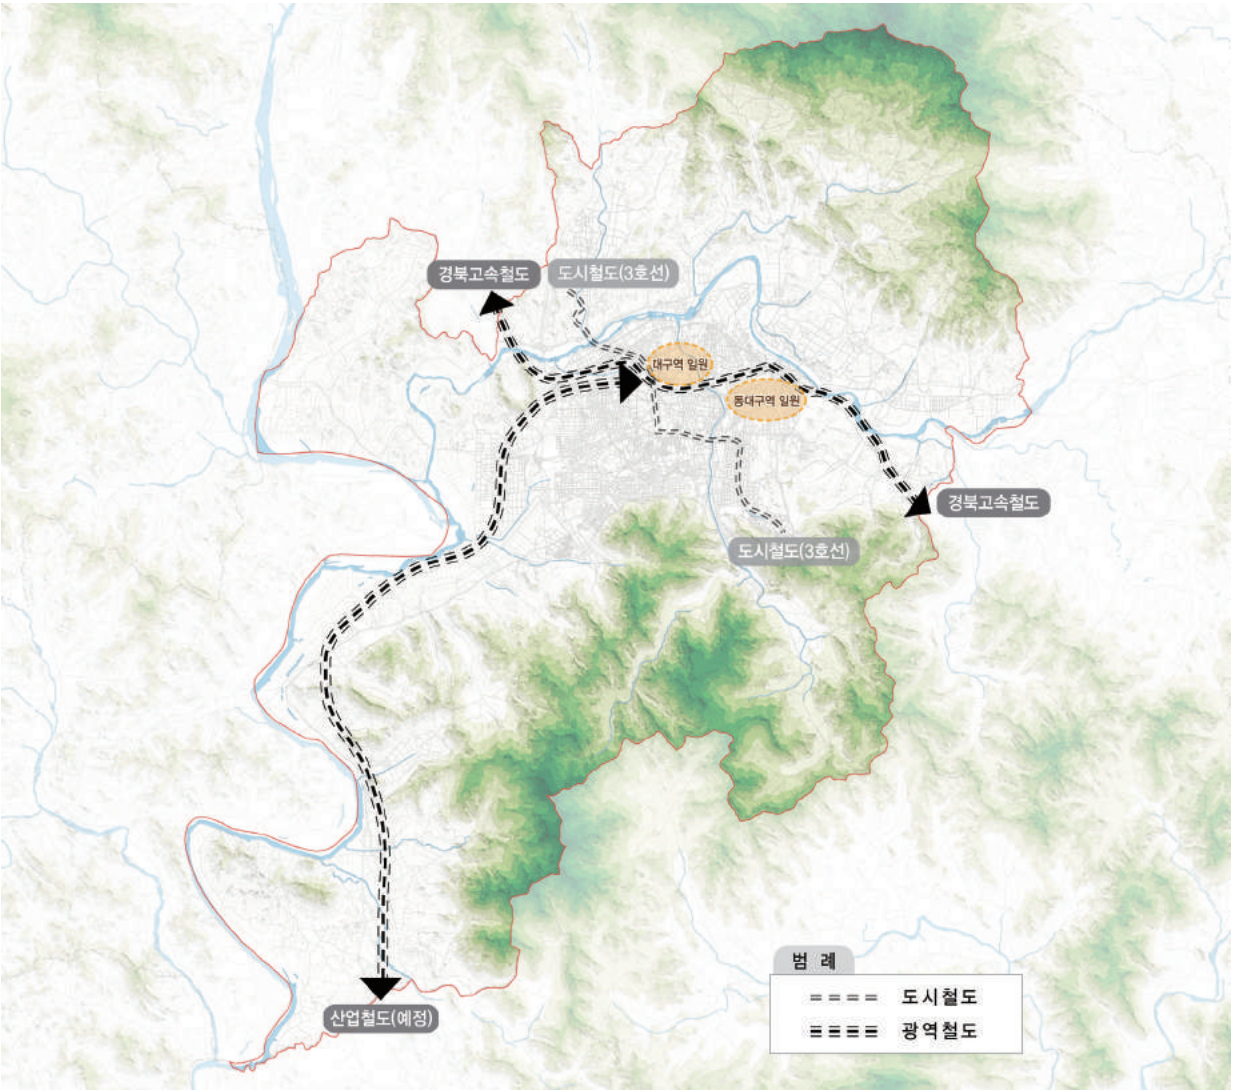 경북고속철도
도시철도(3호선)
대구역 일원
동대구역 일원
경북고속철도
도시철도(3호선)
산업철도(예정)
범 례
도시철도
광역철도